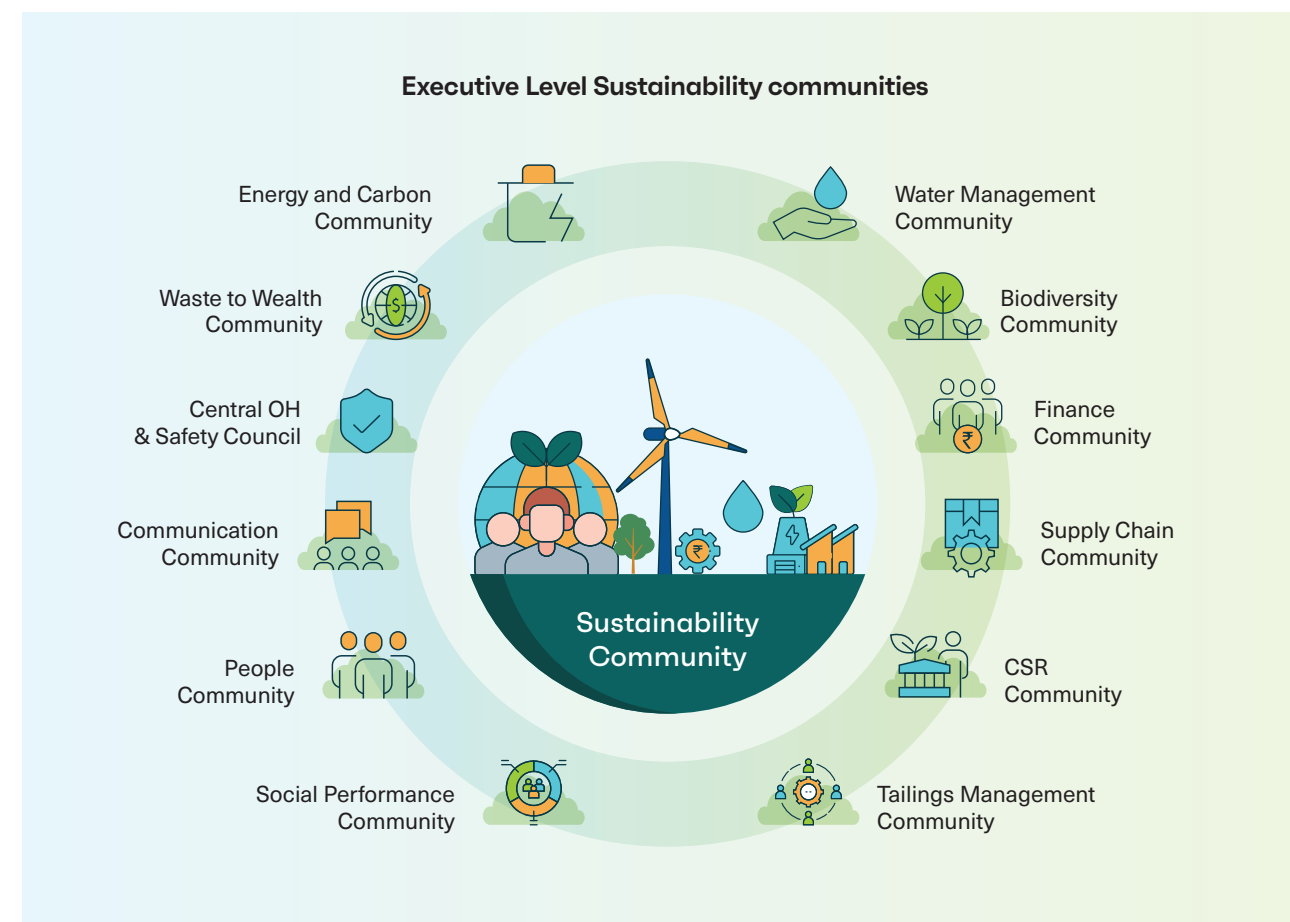 Executive Level Sustainability communities
Energy and Carbon
Community
Water Management
Community
Waste to Wealth
Community
$
Biodiversity
Community
Central OH
& Safety Council
Finance
Community
₹
Communication
Community
Supply Chain
Community
₹
Sustainability
Community
People
Community
CSR
Community
Social Performance
Community
Tailings Management
Community